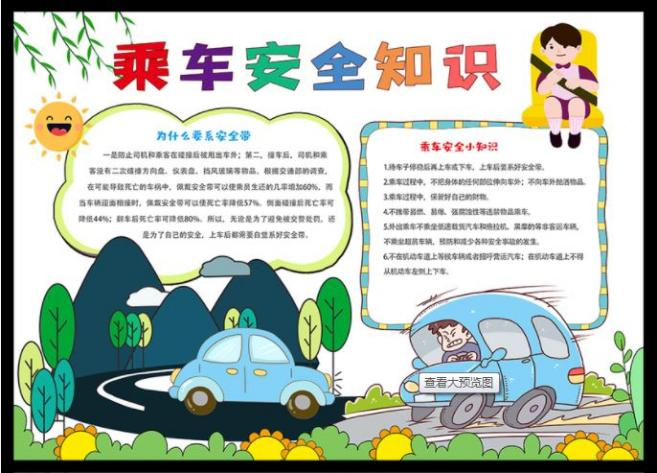 乘车安全知识
为什么要系安全带
一是防止司机和乘客在碰撞后被甩出车外；第二、撞车后，司机和乘
客没有二次碰撞方向盘、仪表盘、挡风玻璃等物品。根据交通部的调查，
在可能导致死亡的车祸中，佩戴安全带可以使乘员生还的几率增加60%，而
当车辆迎面相撞时，佩戴安全带可以使死亡率降低57%，侧面碰撞后死亡率可
降低44%；翻车后死亡率可降低80%。所以，无论是为了避免被交警处罚，还
是为了自己的安全，上车后都将要自觉系好安全带。
乘车安全小知识
1.待车子停稳后再上车或下车，上车后要系好安全带。
2.乘车过程中，不把身体的任何部位伸向车外；不向车外抛洒物品。
3.乘车过程中，保管好自己的财物。
4.不携带易燃、易爆、强腐蚀性等违禁物品乘车。
5.外出乘车不乘坐低速载货汽车和拖拉机、黑摩的等非客运车辆，
不乘坐超员车辆，预防和减少各种安全事故的发生。
6.不在机动车道上等候车辆或者招呼营运汽车；在机动车道上不得
从机动车左侧上下车.
查看大预览图